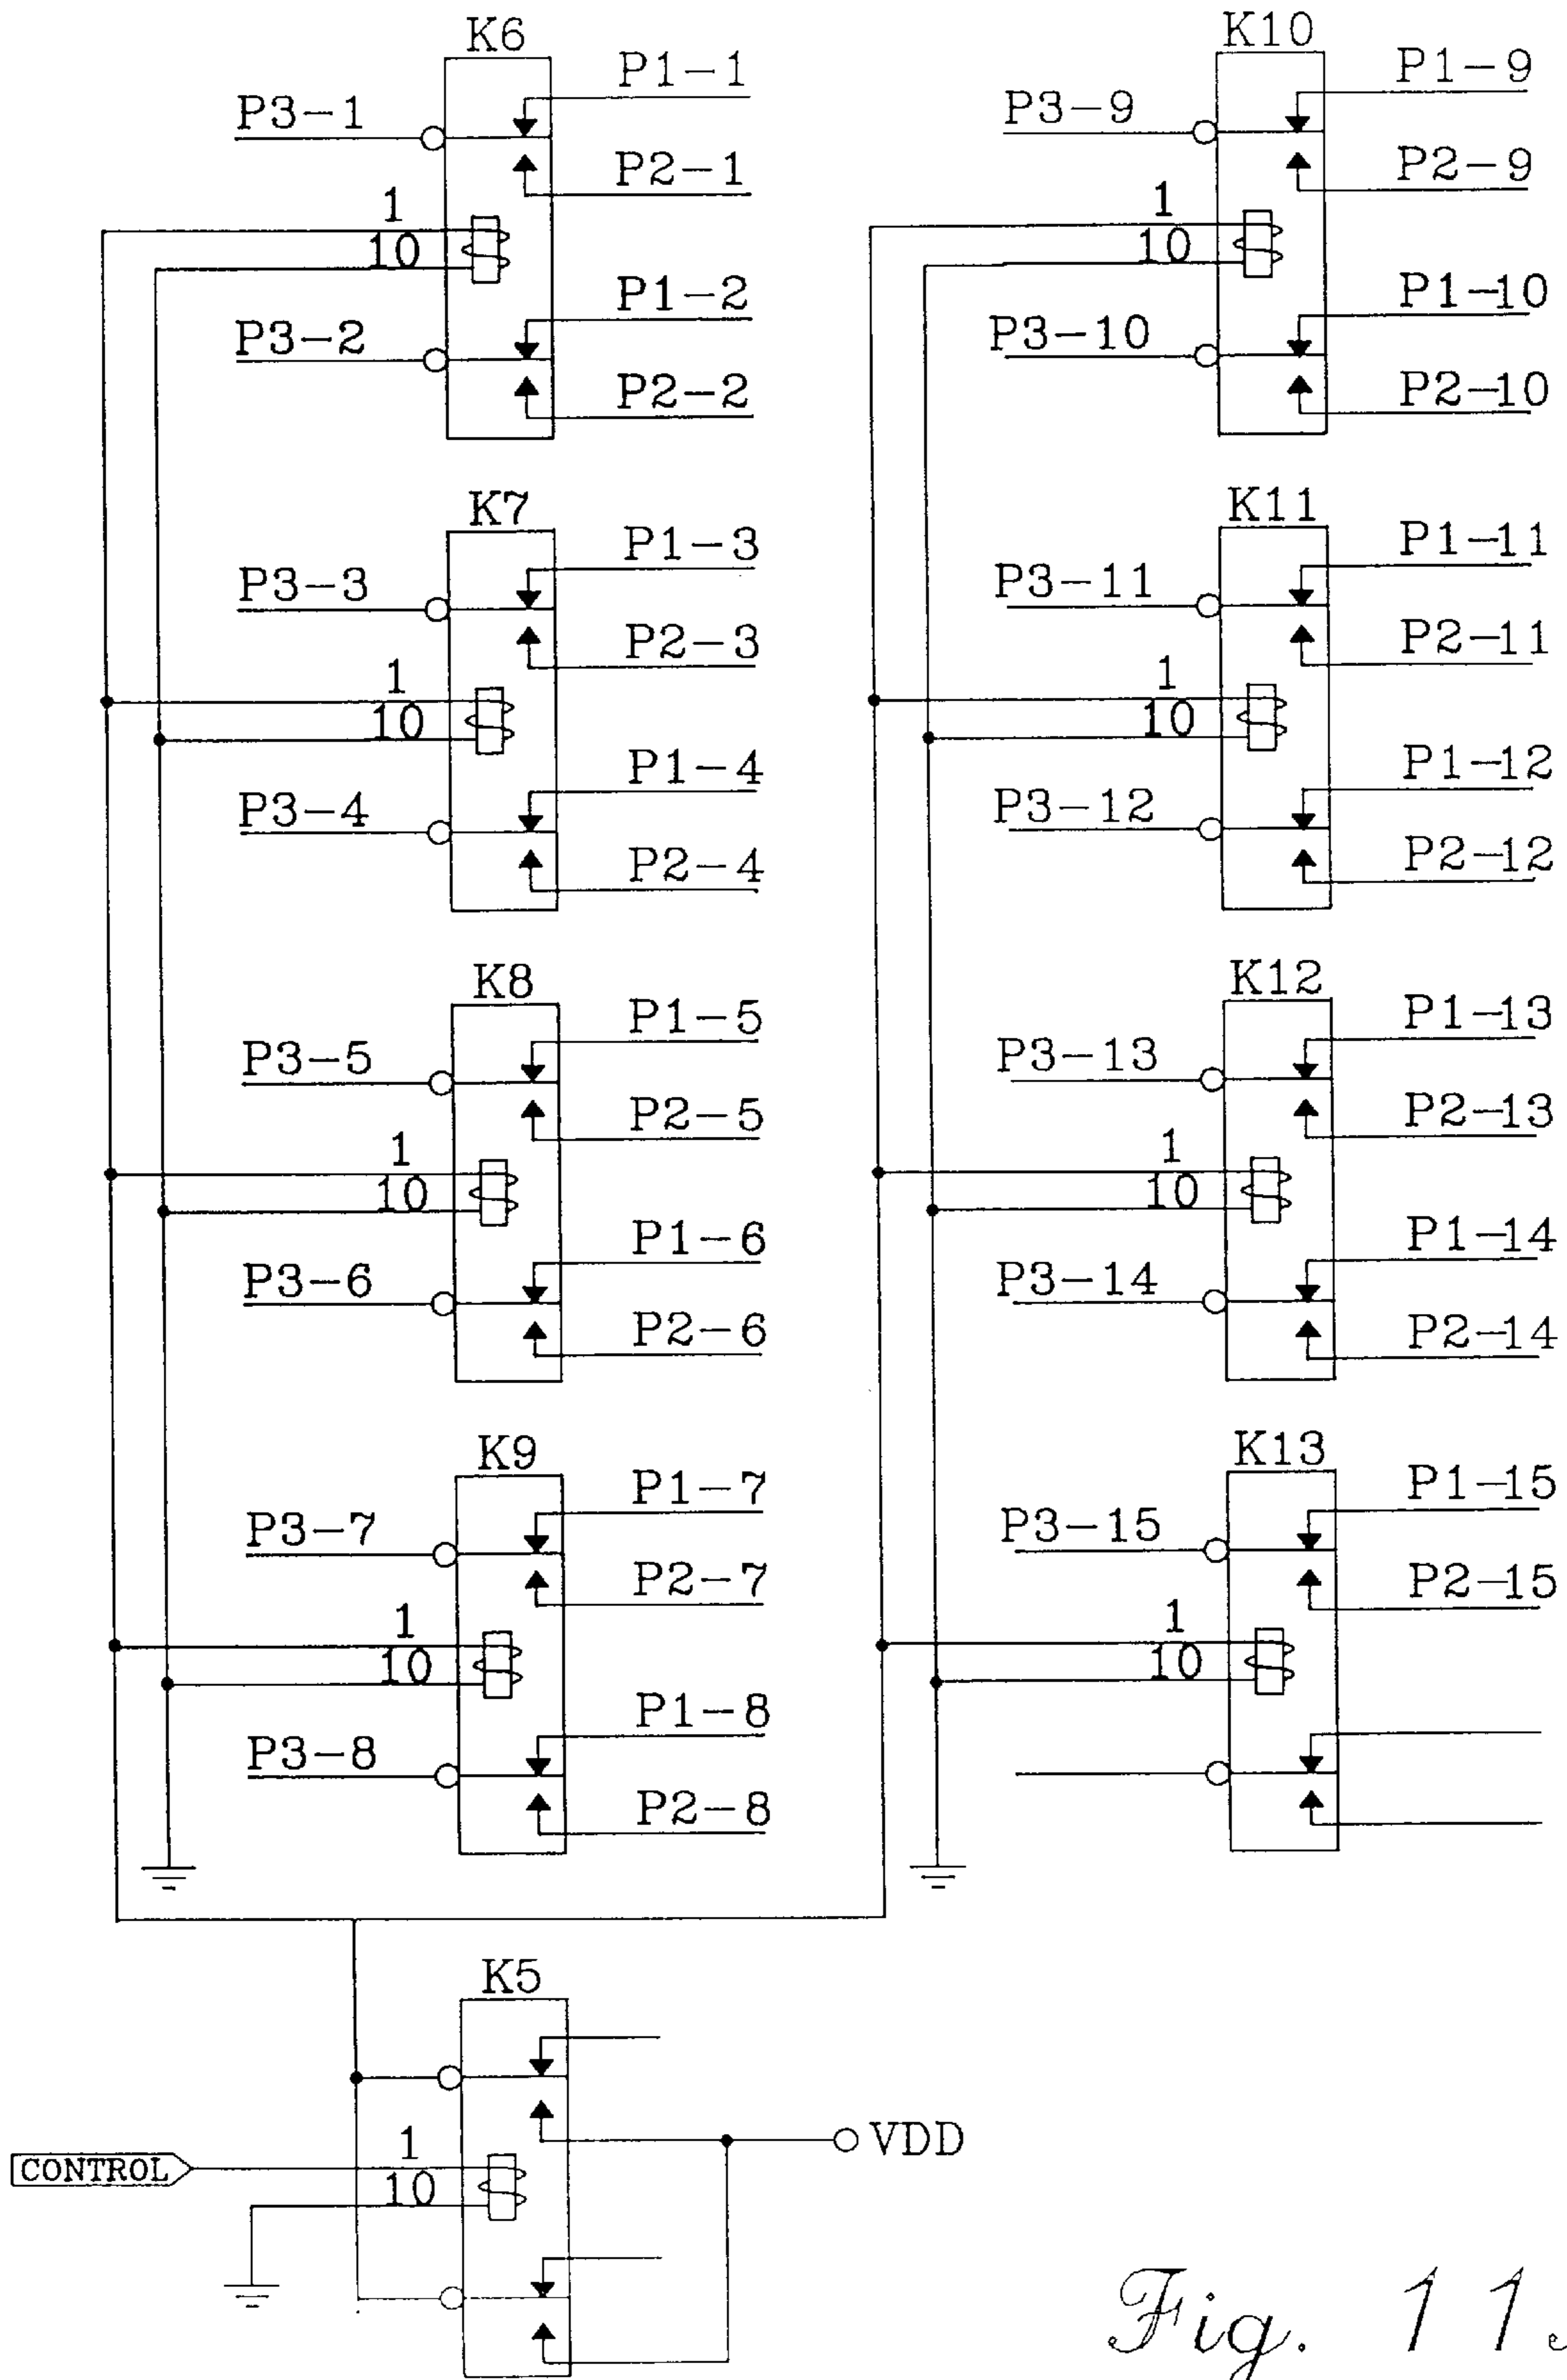 K6
P1-1
P3-1
P2-1
1
10
P1-2
P3-2
P2-2
K7
P1-3
P3-3
P2-3
1
10
P1-4
P3-4
P2-4
K8
P1-5
P3-5
P2-5
1
10
P1-6
P3-6
P2-6
K9
P1-7
P3-7
P2-7
1
10
P1-8
P3-8
P2-8
K10
P1-9
P3-9
P2-9
1
10
P1-10
P3-10
P2-10
K11
P1-11
P3-11
P2-11
1
10
P1-12
P3-12
P2-12
K12
P1-13
P3-13
P2-13
1
10
P1-14
P3-14
P2-14
K13
P1-15
P3-15
P2-15
1
10
K5
1
10
CONTROL
VDD
Fig. 11